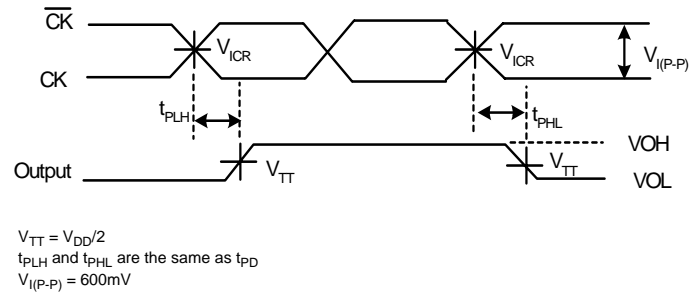 CK
V_ICR
V_ICR
CK
V_I(P-P)
t_PLH
t_PHL
VOH
Output
V_TT
V_TT
VOL
V_TT = V_DD/2
t_PLH and t_PHL are the same as t_PD
V_I(P-P) = 600mV